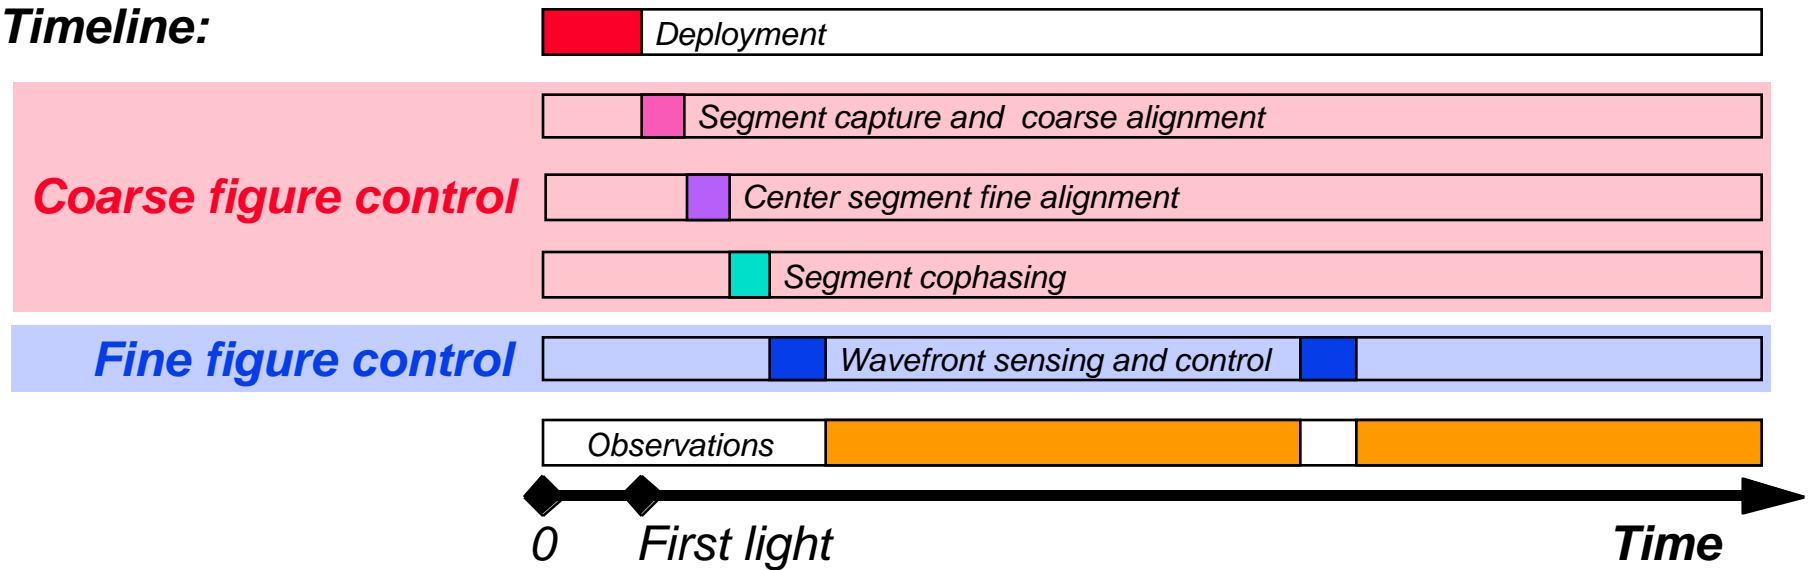 Timeline:
Deployment
Segment capture and coarse alignment
Coarse figure control
Center segment fine alignment
Segment cophasing
Fine figure control
Wavefront sensing and control
Observations
0
First light
Time